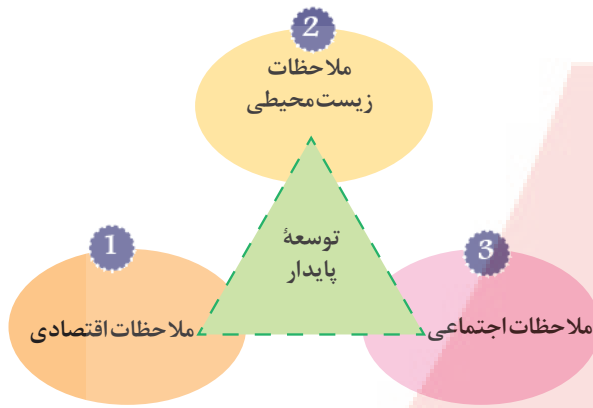 2
ملاحظات
زیست‌محیطی
توسعهٔ
پایدار
1
ملاحظات اقتصادی
3
ملاحظات اجتماعی